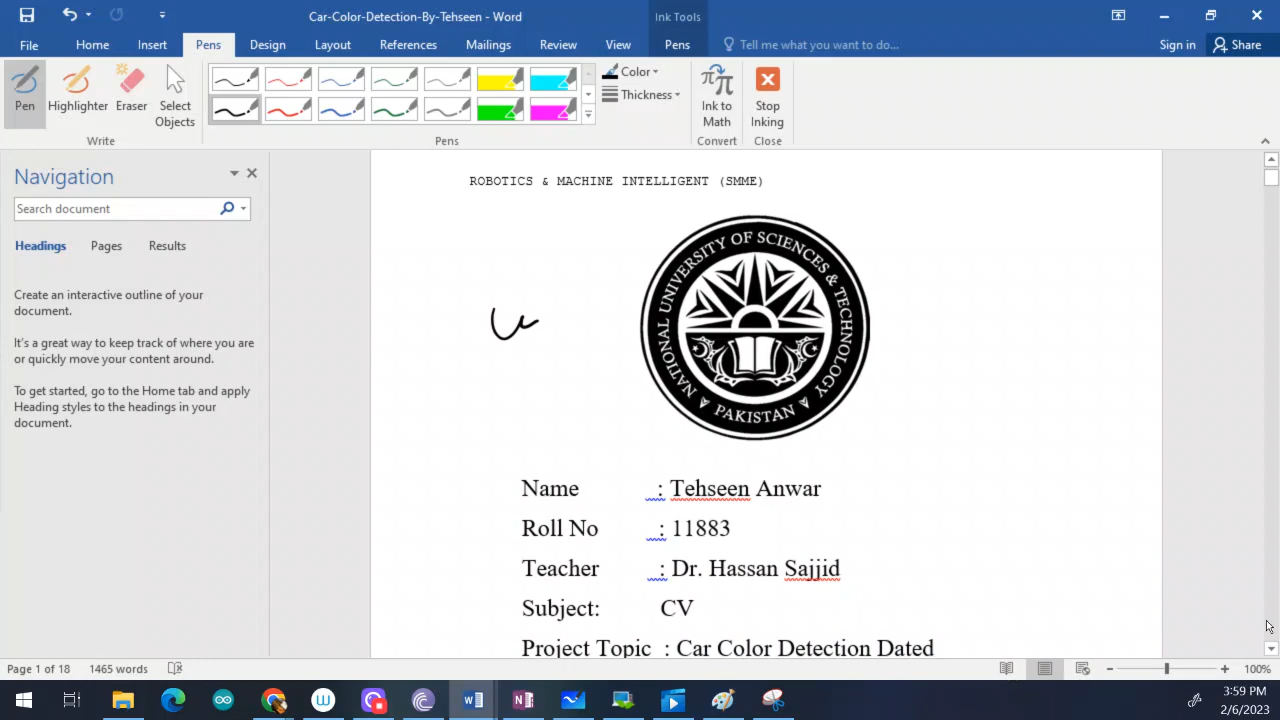 Car-Color-Detection-By-Tehseen - Word
Ink Tools
File
Home
Insert
Pens
Design
Layout
References
Mailings
Review
View
Pens
Tell me what you want to do...
Sign in
Share
Pen
Highlighter
Eraser
Select
Objects
Color
Thickness
Ink to
Math
Stop
Inking
Write
Pens
Convert
Close
Navigation
Search document
Headings
Pages
Results
Create an interactive outline of your
document.
It's a great way to keep track of where you are
or quickly move your content around.
To get started, go to the Home tab and apply
Heading styles to the headings in your
document.
ROBOTICS & MACHINE INTELLIGENT (SMME)
NATIONAL UNIVERSITY OF SCIENCES & TECHNOLOGY
PAKISTAN
Name : Tehseen Anwar
Roll No : 11883
Teacher : Dr. Hassan Sajjid
Subject: CV
Project Topic : Car Color Detection Dated
Page 1 of 18
1465 words
100%
3:59 PM
2/6/2023